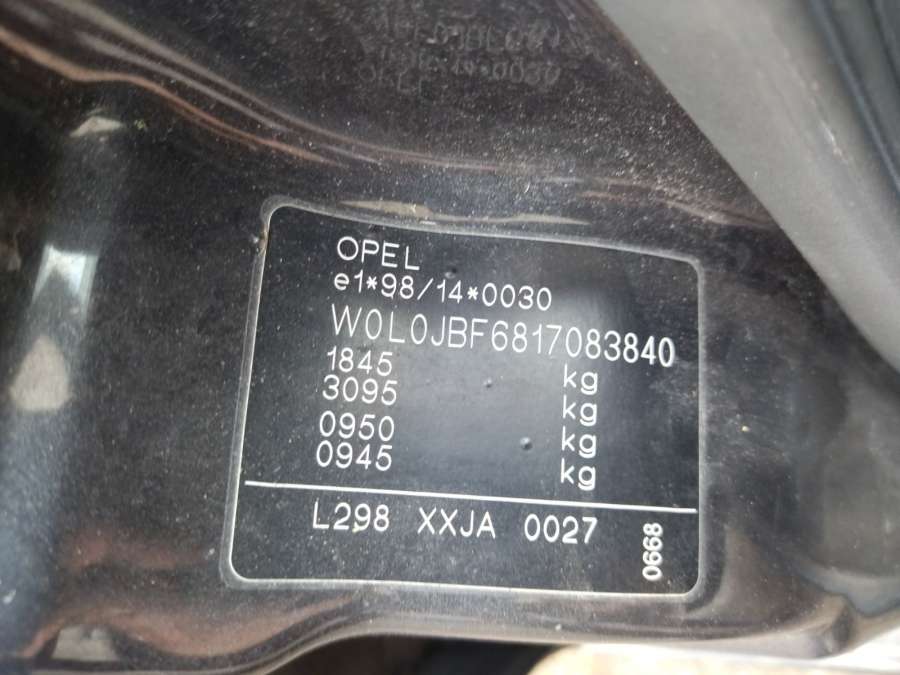 OPEL
e1*98/14*0030
W0L0JBF6817083840
1845 kg
3095 kg
0950 kg
0945 kg
L298 XXJA 0027
0668